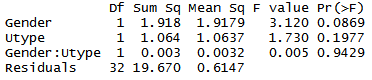 Df Sum Sq Mean Sq F value Pr(>F)
Gender 1 1.918 1.9179 3.120 0.0869
Utype 1 1.064 1.0637 1.730 0.1977
Gender:Utype 1 0.003 0.0032 0.005 0.9429
Residuals 32 19.670 0.6147